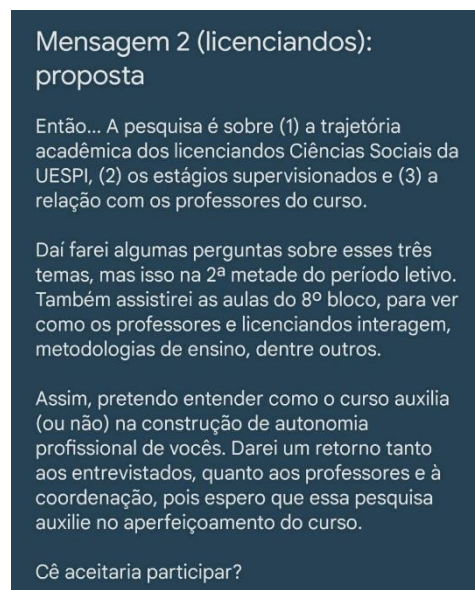 Mensagem 2 (licenciandos):
proposta
Então... A pesquisa é sobre (1) a trajetória
acadêmica dos licenciandos Ciências Sociais da
UESPI, (2) os estágios supervisionados e (3) a
relação com os professores do curso.
Daí farei algumas perguntas sobre esses três
temas, mas isso na 2ª metade do período letivo.
Também assistirei as aulas do 8º bloco, para ver
como os professores e licenciandos interagem,
metodologias de ensino, dentre outros.
Assim, pretendo entender como o curso auxilia
(ou não) na construção de autonomia
profissional de vocês. Darei um retorno tanto
aos entrevistados, quanto aos professores e à
coordenação, pois espero que essa pesquisa
auxilie no aperfeiçoamento do curso.
Cê aceitaria participar?